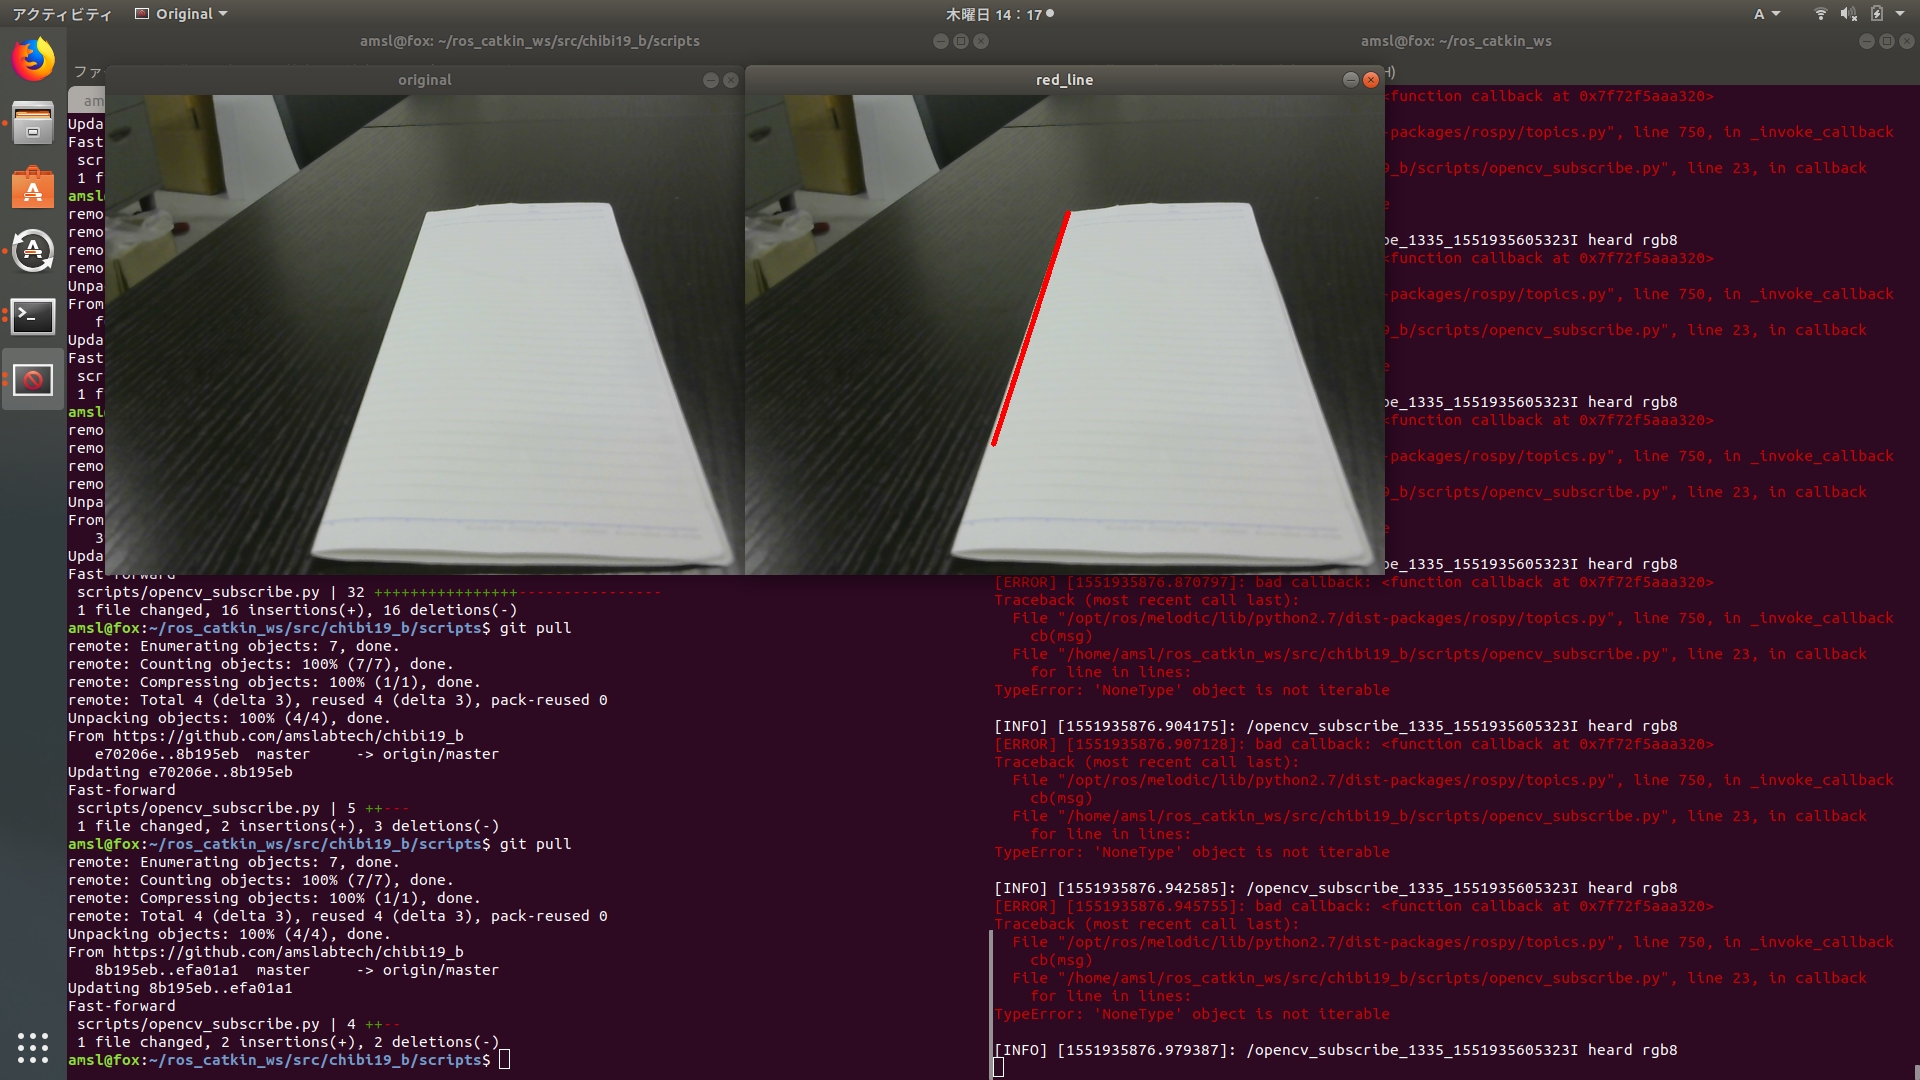 アクティビティ Original 木曜日 14：17 A
amsl@fox: ~/ros_catkin_ws/src/chibi19_b/scripts
amsl@fox: ~/ros_catkin_ws
original
red_line
am
Upda
Fast
scr
1 f
amsl
remo
remo
remo
remo
Unpa
From
Upda
Fast
scr
1 f
amsl
remo
remo
remo
remo
Unpa
From
3
Upda
Fast-forward
scripts/opencv_subscribe.py | 32 ++++++++++++++++----------------
1 file changed, 16 insertions(+), 16 deletions(-)
amsl@fox:~/ros_catkin_ws/src/chibi19_b/scripts$ git pull
remote: Enumerating objects: 7, done.
remote: Counting objects: 100% (7/7), done.
remote: Compressing objects: 100% (1/1), done.
remote: Total 4 (delta 3), reused 4 (delta 3), pack-reused 0
Unpacking objects: 100% (4/4), done.
From https://github.com/amslabtech/chibi19_b
e70206e..8b195eb master -> origin/master
Updating e70206e..8b195eb
Fast-forward
scripts/opencv_subscribe.py | 5 ++---
1 file changed, 2 insertions(+), 3 deletions(-)
amsl@fox:~/ros_catkin_ws/src/chibi19_b/scripts$ git pull
remote: Enumerating objects: 7, done.
remote: Counting objects: 100% (7/7), done.
remote: Compressing objects: 100% (1/1), done.
remote: Total 4 (delta 3), reused 4 (delta 3), pack-reused 0
Unpacking objects: 100% (4/4), done.
From https://github.com/amslabtech/chibi19_b
8b195eb..efa01a1 master -> origin/master
Updating 8b195eb..efa01a1
Fast-forward
scripts/opencv_subscribe.py | 4 ++--
1 file changed, 2 insertions(+), 2 deletions(-)
amsl@fox:~/ros_catkin_ws/src/chibi19_b/scripts$
<function callback at 0x7f72f5aaa320>
-packages/rospy/topics.py", line 750, in _invoke_callback
9_b/scripts/opencv_subscribe.py", line 23, in callback
e
be_1335_1551935605323I heard rgb8
<function callback at 0x7f72f5aaa320>
-packages/rospy/topics.py", line 750, in _invoke_callback
9_b/scripts/opencv_subscribe.py", line 23, in callback
e
be_1335_1551935605323I heard rgb8
<function callback at 0x7f72f5aaa320>
-packages/rospy/topics.py", line 750, in _invoke_callback
9_b/scripts/opencv_subscribe.py", line 23, in callback
e
be_1335_1551935605323I heard rgb8
[ERROR] [1551935876.870797]: bad callback: <function callback at 0x7f72f5aaa320>
Traceback (most recent call last):
File "/opt/ros/melodic/lib/python2.7/dist-packages/rospy/topics.py", line 750, in _invoke_callback
cb(msg)
File "/home/amsl/ros_catkin_ws/src/chibi19_b/scripts/opencv_subscribe.py", line 23, in callback
for line in lines:
TypeError: 'NoneType' object is not iterable
[INFO] [1551935876.904175]: /opencv_subscribe_1335_1551935605323I heard rgb8
[ERROR] [1551935876.907128]: bad callback: <function callback at 0x7f72f5aaa320>
Traceback (most recent call last):
File "/opt/ros/melodic/lib/python2.7/dist-packages/rospy/topics.py", line 750, in _invoke_callback
cb(msg)
File "/home/amsl/ros_catkin_ws/src/chibi19_b/scripts/opencv_subscribe.py", line 23, in callback
for line in lines:
TypeError: 'NoneType' object is not iterable
[INFO] [1551935876.942585]: /opencv_subscribe_1335_1551935605323I heard rgb8
[ERROR] [1551935876.945755]: bad callback: <function callback at 0x7f72f5aaa320>
Traceback (most recent call last):
File "/opt/ros/melodic/lib/python2.7/dist-packages/rospy/topics.py", line 750, in _invoke_callback
cb(msg)
File "/home/amsl/ros_catkin_ws/src/chibi19_b/scripts/opencv_subscribe.py", line 23, in callback
for line in lines:
TypeError: 'NoneType' object is not iterable
[INFO] [1551935876.979387]: /opencv_subscribe_1335_1551935605323I heard rgb8